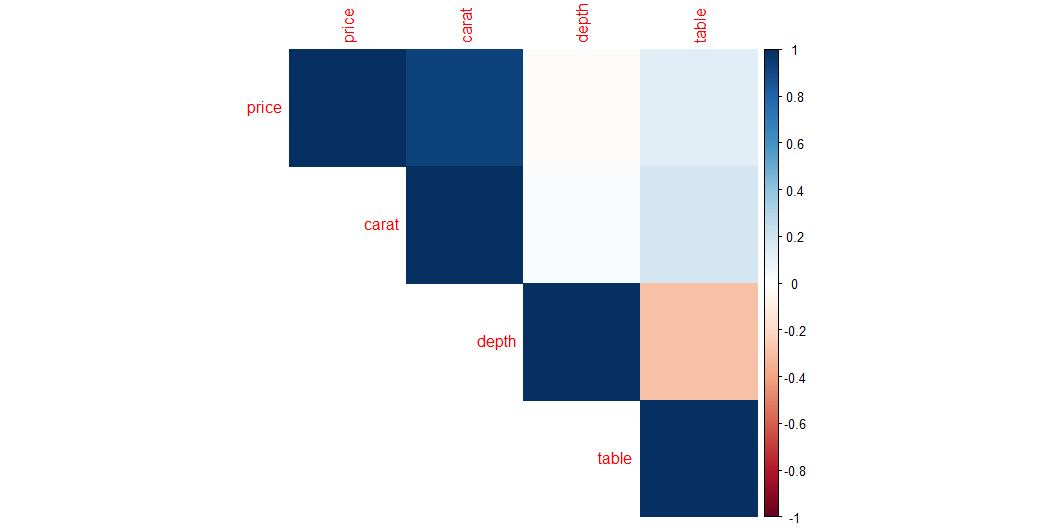 price carat depth table
price
carat
depth
table
1
0.8
0.6
0.4
0.2
0
-0.2
-0.4
-0.6
-0.8
-1